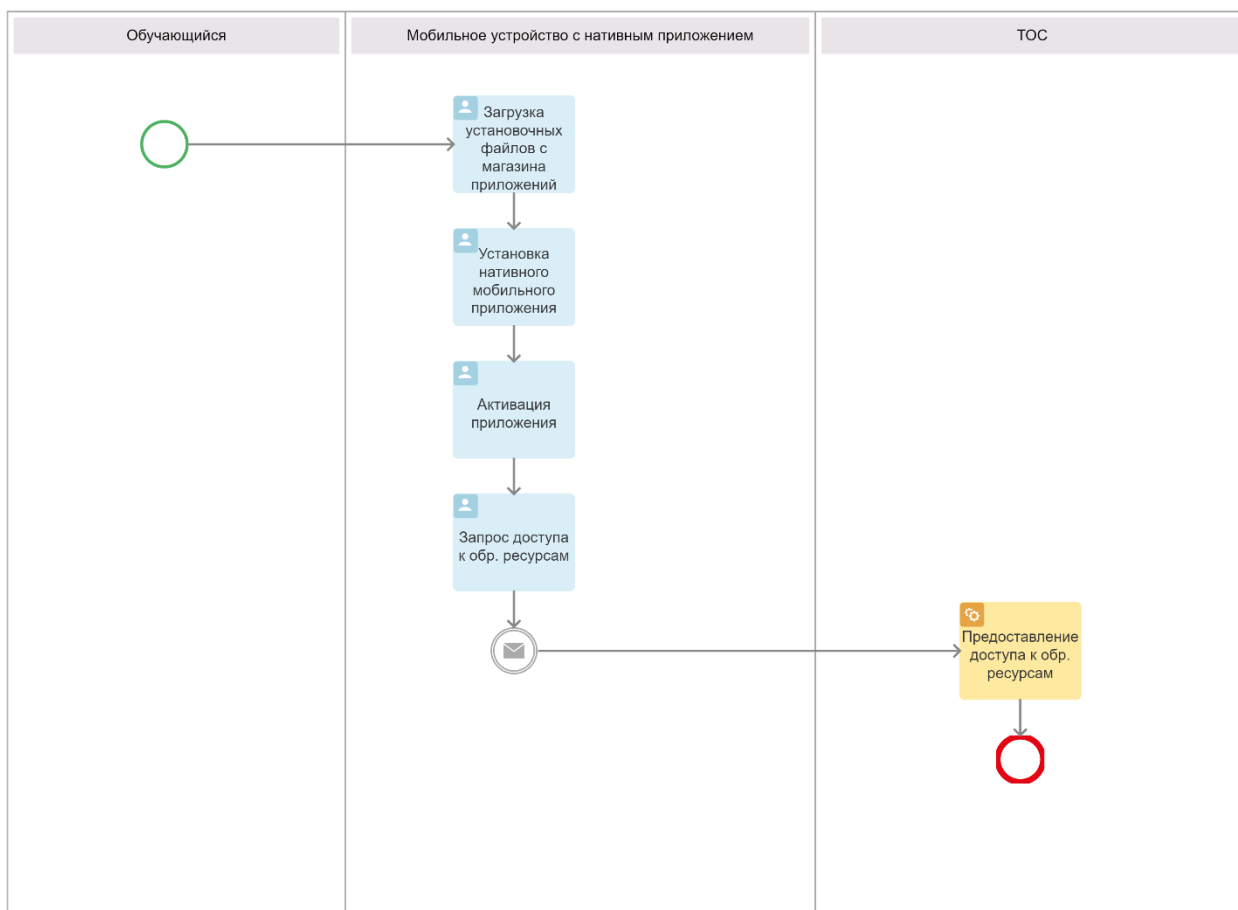 Обучающийся
Мобильное устройство с нативным приложением
ТОС
Загрузка
установочных
файлов с
магазина
приложений
Установка
нативного
мобильного
приложения
Активация
приложения
Запрос доступа
к обр. ресурсам
Предоставление
доступа к обр.
ресурсам